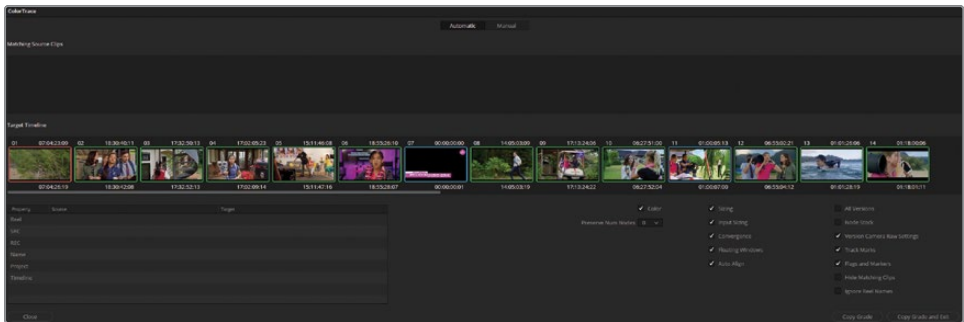 ColorTrace
Automatic Manual
Matching Source Clips
Target Timeline
01 07:04:23:09 02 18:30:40:11 03 17:32:50:13 04 17:02:05:23 05 15:11:46:08 06 18:55:26:10 07 00:00:00:00 08 14:05:03:09 09 17:13:24:06 10 06:27:51:00 11 01:00:05:13 12 06:55:02:21 13 01:01:26:06 14 01:18:00:06
07:04:26:19 18:30:42:08 17:32:52:13 17:02:09:14 15:11:47:16 18:55:28:07 00:00:00:01 14:05:03:19 17:13:24:22 06:27:52:04 01:00:07:00 06:55:04:12 01:01:28:19 01:18:01:11
Property Source Target
Reel
SRC
REC
Name
Project
Timeline
Color
Preserve Num Nodes 0
Sizing
Input Sizing
Convergence
Floating Windows
Auto Align
All Versions
Node Stack
Version Camera Raw Settings
Track Marks
Flags and Markers
Hide Matching Clips
Ignore Reel Names
Close
Copy Grade Copy Grade and Exit